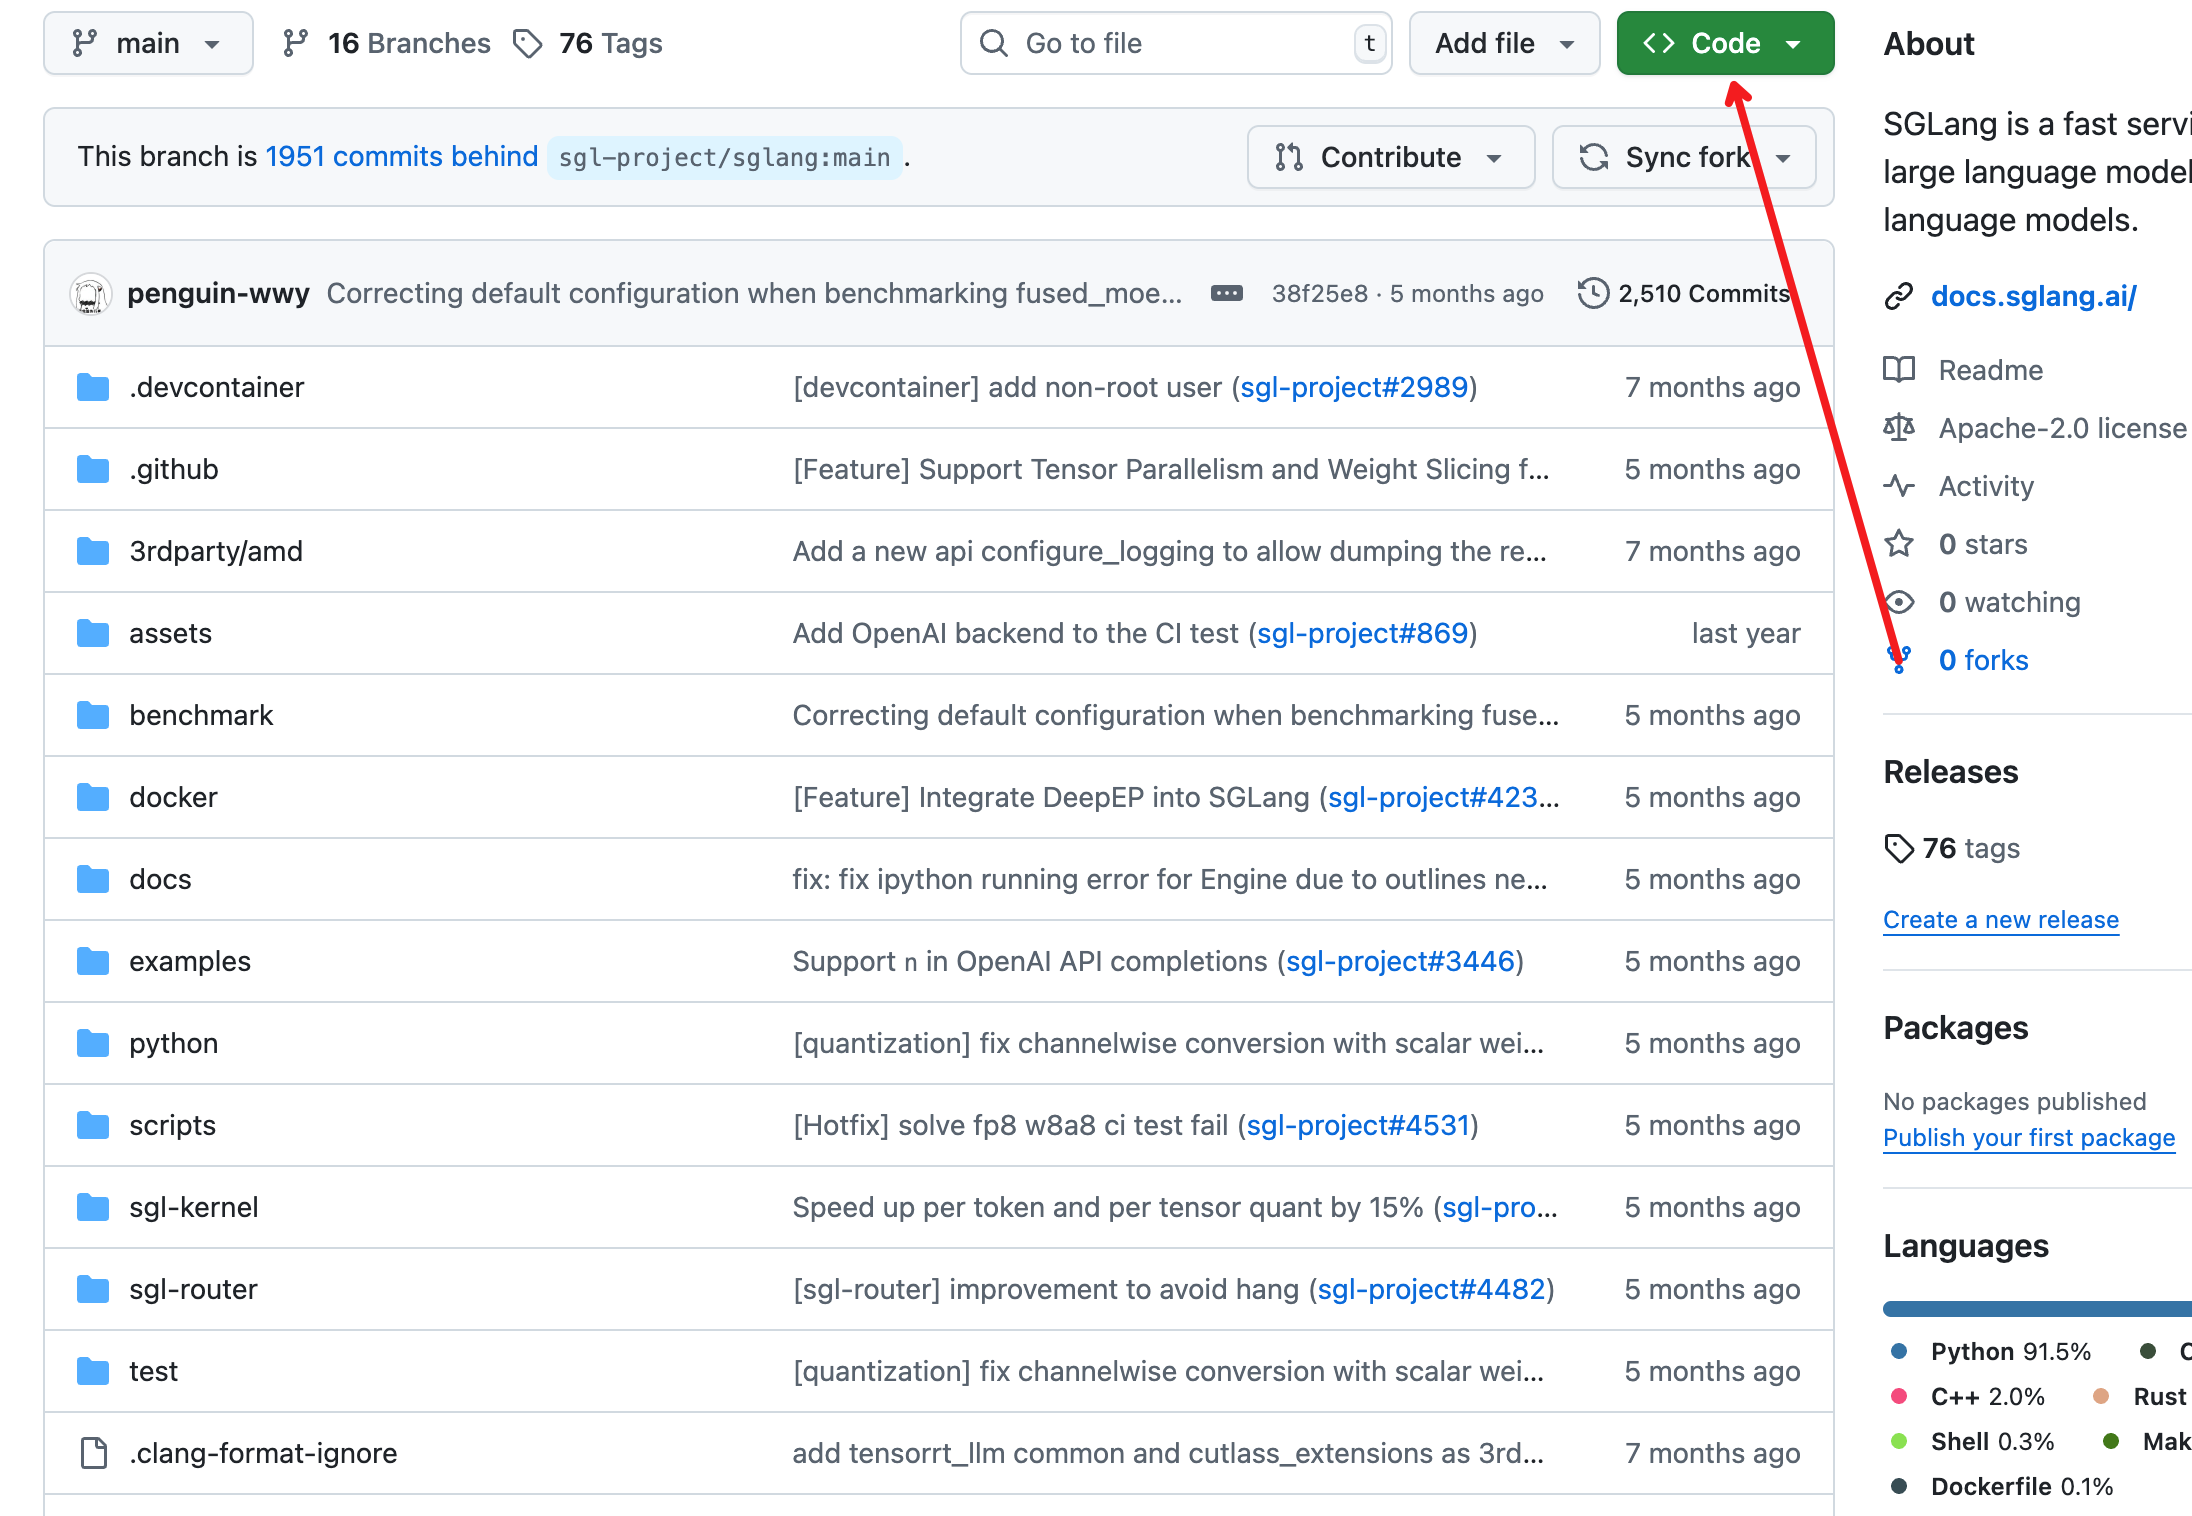 main
16 Branches
76 Tags
Go to file
t
Add file
Code
This branch is 1951 commits behind sgl-project/sglang:main .
Contribute
Sync fork
penguin-wwy Correcting default configuration when benchmarking fused_moe... 38f25e8 · 5 months ago 2,510 Commits
.devcontainer [devcontainer] add non-root user (sgl-project#2989) 7 months ago
.github [Feature] Support Tensor Parallelism and Weight Slicing f... 5 months ago
3rdparty/amd Add a new api configure_logging to allow dumping the re... 7 months ago
assets Add OpenAI backend to the CI test (sgl-project#869) last year
benchmark Correcting default configuration when benchmarking fuse... 5 months ago
docker [Feature] Integrate DeepEP into SGLang (sgl-project#423... 5 months ago
docs fix: fix ipython running error for Engine due to outlines ne... 5 months ago
examples Support n in OpenAI API completions (sgl-project#3446) 5 months ago
python [quantization] fix channelwise conversion with scalar wei... 5 months ago
scripts [Hotfix] solve fp8 w8a8 ci test fail (sgl-project#4531) 5 months ago
sgl-kernel Speed up per token and per tensor quant by 15% (sgl-pro... 5 months ago
sgl-router [sgl-router] improvement to avoid hang (sgl-project#4482) 5 months ago
test [quantization] fix channelwise conversion with scalar wei... 5 months ago
.clang-format-ignore add tensorrt_llm common and cutlass_extensions as 3rd... 7 months ago
About
SGLang is a fast servi
large language model
language models.
docs.sglang.ai/
Readme
Apache-2.0 license
Activity
0 stars
0 watching
0 forks
Releases
76 tags
Create a new release
Packages
No packages published
Publish your first package
Languages
Python 91.5%
C++ 2.0% Rust
Shell 0.3% Mak
Dockerfile 0.1%